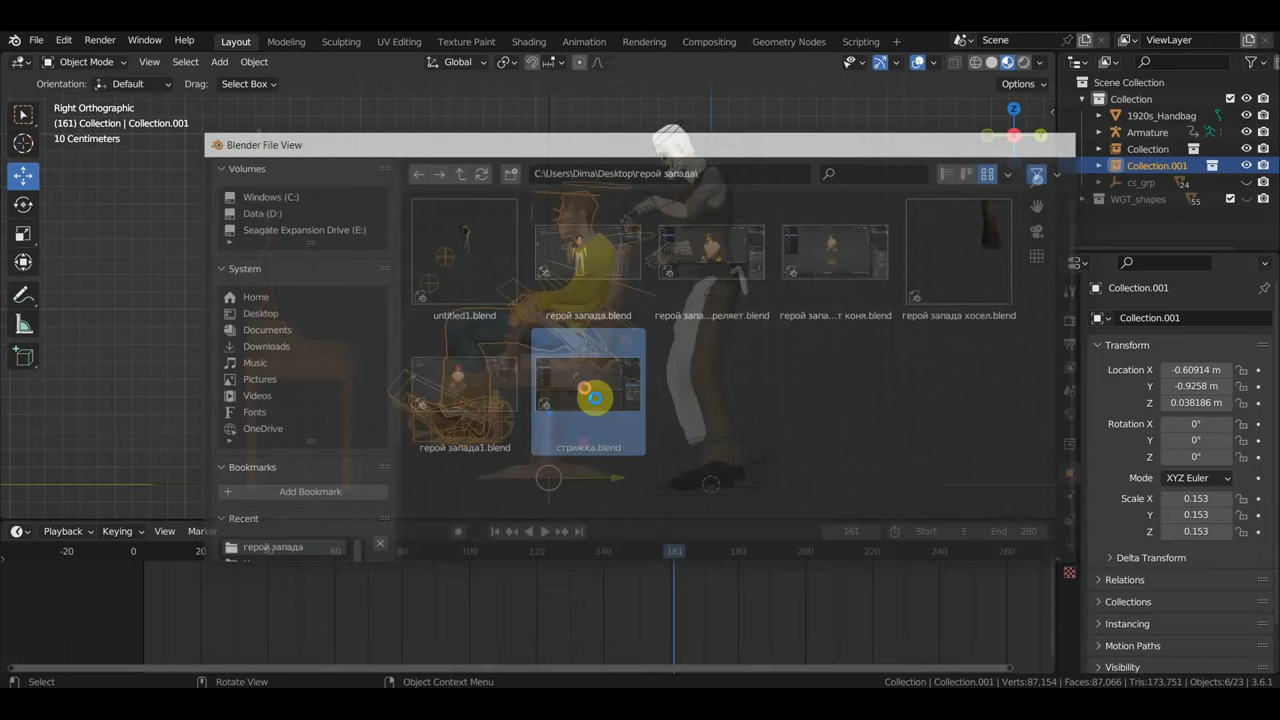 File Edit Render Window Help
Layout Modeling Sculpting UV Editing Texture Paint Shading Animation Rendering Compositing Geometry Nodes Scripting +
Scene ViewLayer
Object Mode View Select Add Object Global Options
Orientation: Default Drag: Select Box
Right Orthographic
(161) Collection | Collection.001
10 Centimeters
Z
Y
Scene Collection
Collection
1920s_Handbag
Armature
Collection
Collection.001
cs_grp 24
WGT_shapes 55
Blender File View
Volumes
Windows (C:)
Data (D:)
Seagate Expansion Drive (E:)
System
Home
Desktop
Documents
Downloads
Music
Pictures
Videos
Fonts
OneDrive
Bookmarks
Add Bookmark
Recent
герой запада
C:\Users\Dima\Desktop\герой запада\
untitled1.blend
герой запада.blend
герой запа...реляет.blend
герой запа...т коня.blend
герой запада хосел.blend
герой запада1.blend
стрижка.blend
Collection.001
Collection.001
Transform
Location X -0.60914 m
Y -0.9258 m
Z 0.038186 m
Rotation X 0°
Y 0°
Z 0°
Mode XYZ Euler
Scale X 0.153
Y 0.153
Z 0.153
Delta Transform
Relations
Collections
Instancing
Motion Paths
Visibility
Playback Keying View Marker
161 Start: 3 End: 280
-20 0 20 60 80 100 120 140 161 180 200 220 240 260
Select Rotate View Object Context Menu
Collection | Collection.001 | Verts:87,154 | Faces:87,066 | Tris:173,751 | Objects:6/23 | 3.6.1